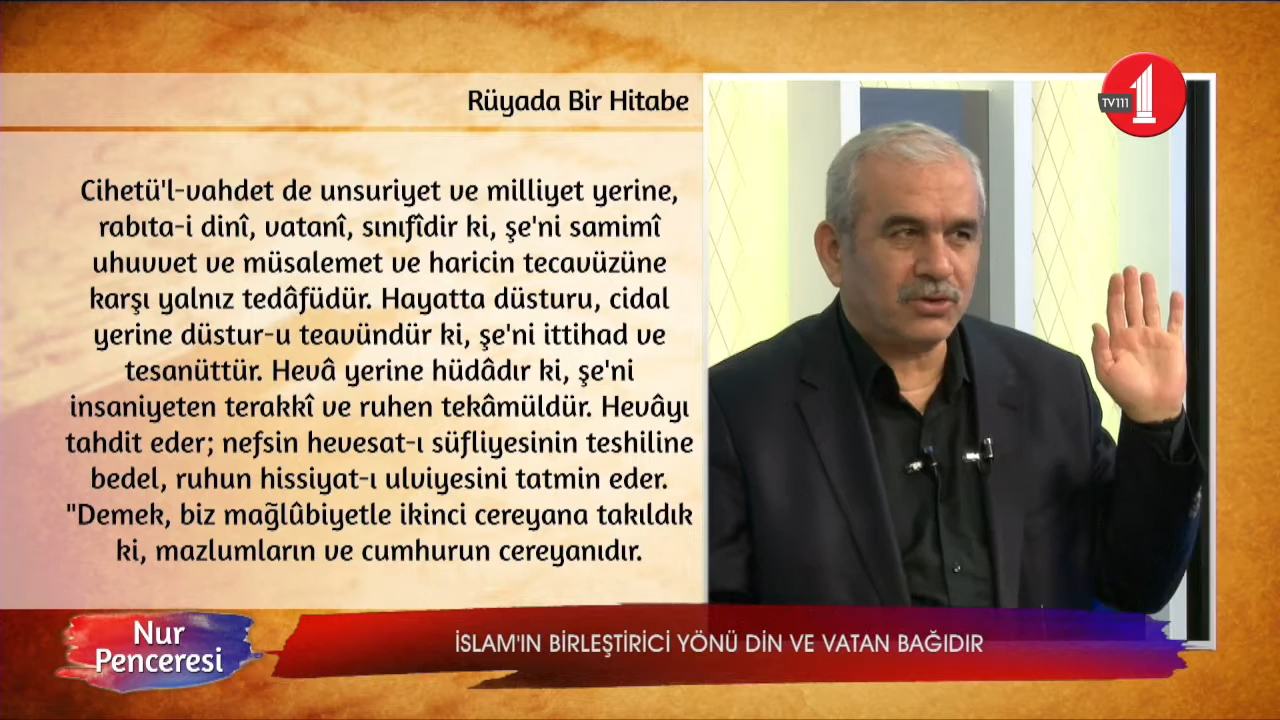 Rüyada Bir Hitabe
Cihetü'l-vahdet de unsuriyet ve milliyet yerine,
rabıta-i dinî, vatanî, sınıfîdir ki, şe'ni samimî
uhuvvet ve müsalemet ve haricin tecavüzüne
karşı yalnız tedâfüdür. Hayatta düsturu, cidal
yerine düstur-u teavündür ki, şe'ni ittihad ve
tesanüttür. Hevâ yerine hüdâdır ki, şe'ni
insaniyeten terakkî ve ruhen tekâmüldür. Hevâyı
tahdit eder; nefsin hevesat-ı süfliyesinin teshiline
bedel, ruhun hissiyat-ı ulviyesini tatmin eder.
"Demek, biz mağlûbiyetle ikinci cereyana takıldık
ki, mazlumların ve cumhurun cereyanıdır.
TV111
1
Nur
Penceresi
İSLAM'IN BİRLEŞTİRİCİ YÖNÜ DİN VE VATAN BAĞIDIR